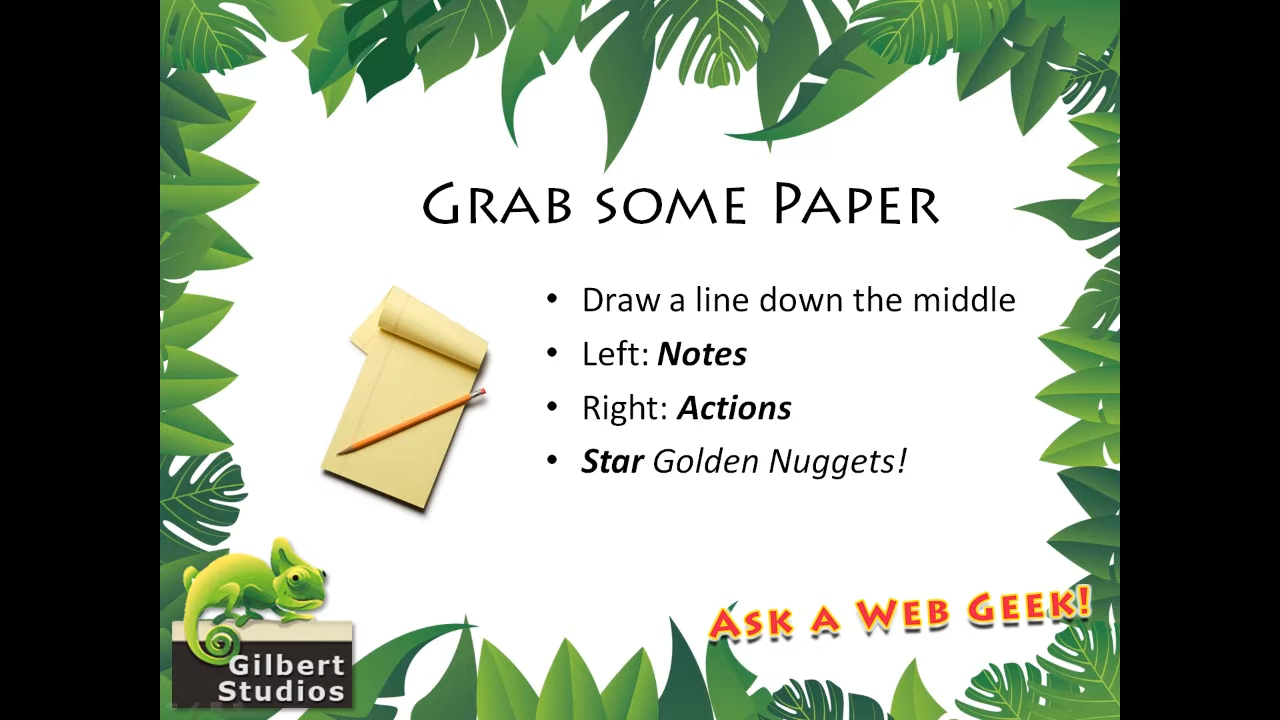 Grab some Paper
• Draw a line down the middle
• Left: Notes
• Right: Actions
• Star Golden Nuggets!
Ask a Web Geek!
Gilbert
Studios